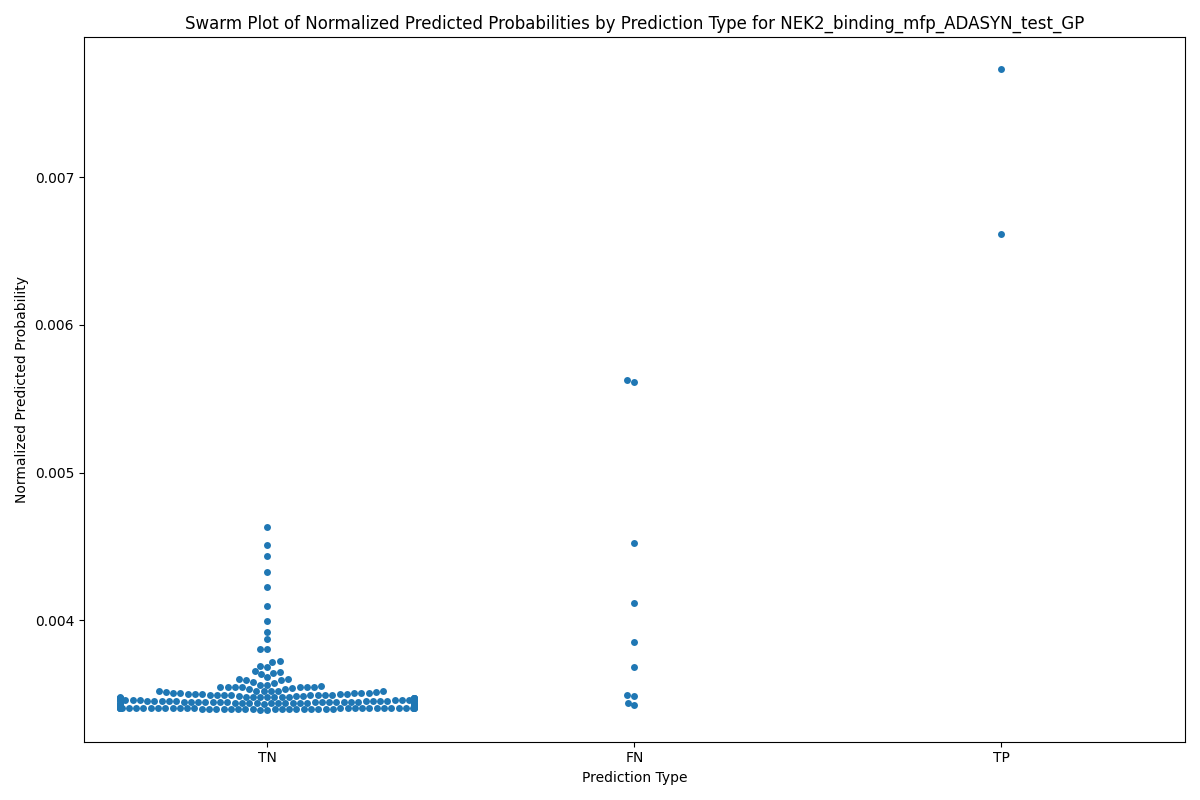 Swarm Plot of Normalized Predicted Probabilities by Prediction Type for NEK2_binding_mfp_ADASYN_test_GP
Normalized Predicted Probability
0.007
0.006
0.005
0.004
TN
FN
TP
Prediction Type